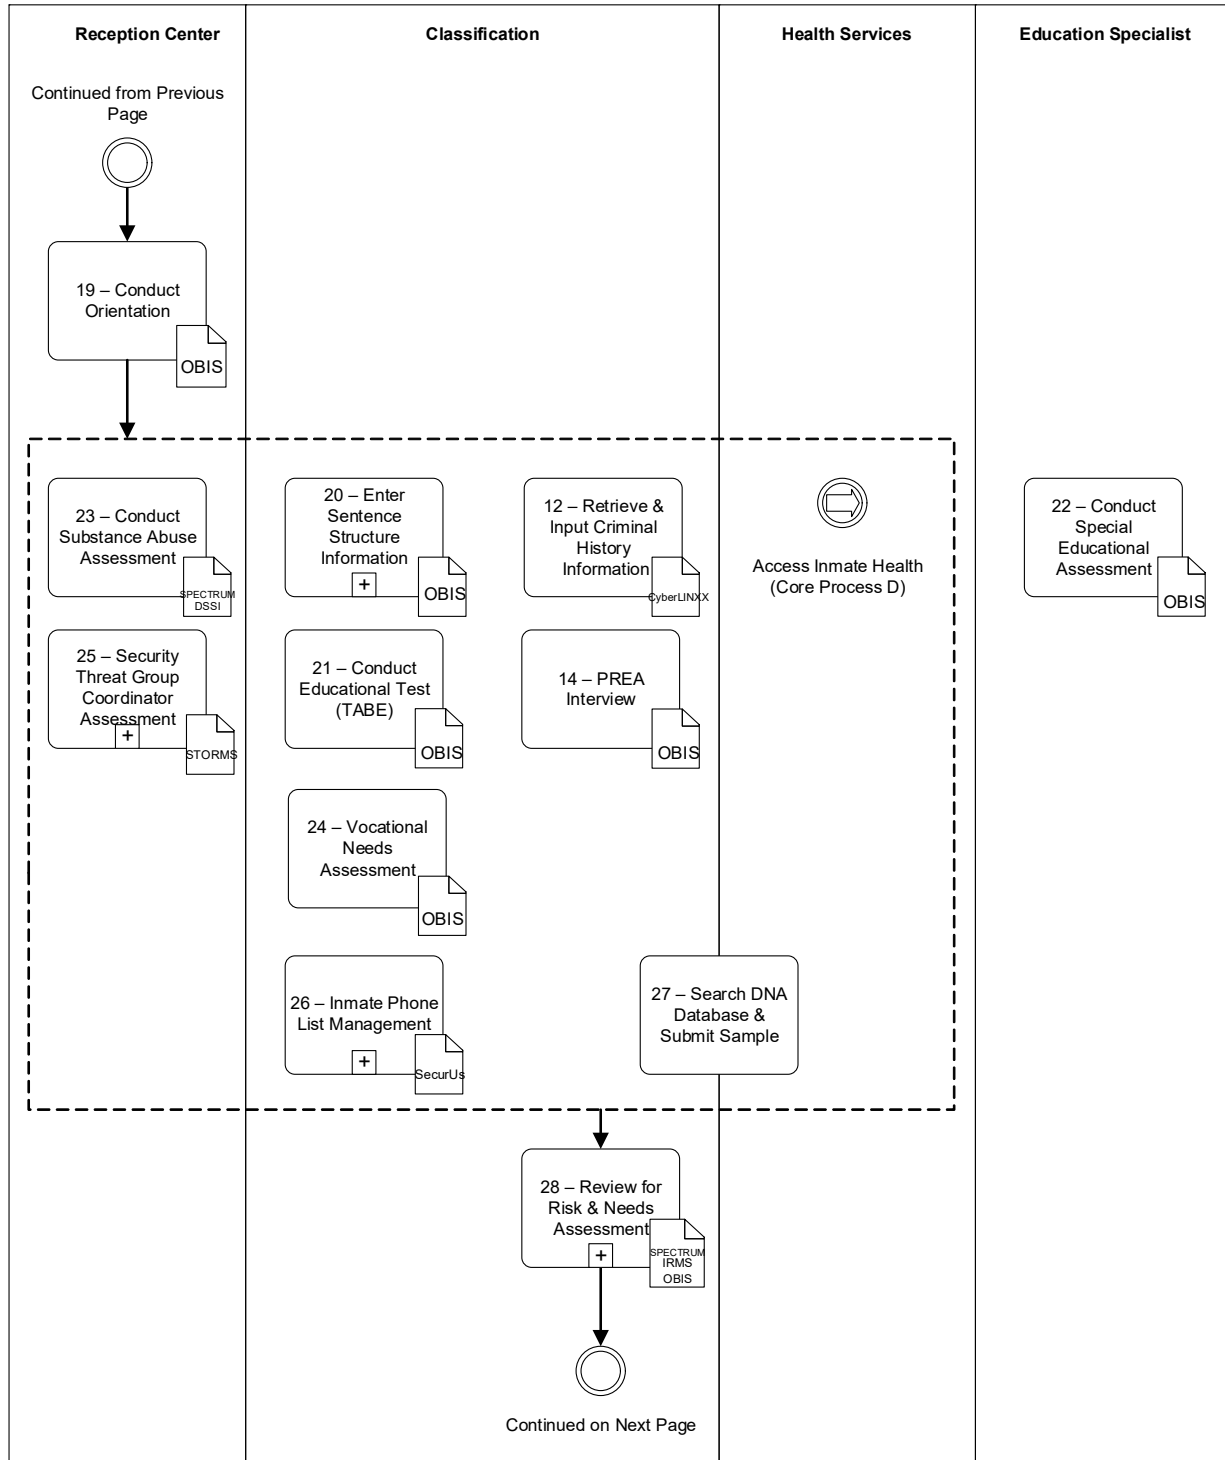 Reception Center
Classification
Health Services
Education Specialist
Continued from Previous
Page
19 – Conduct
Orientation
OBIS
23 – Conduct
Substance Abuse
Assessment
SPECTRUM
DSSI
20 – Enter
Sentence
Structure
Information
+
OBIS
12 – Retrieve &
Input Criminal
History
Information
CyberLINXX
Access Inmate Health
(Core Process D)
22 – Conduct
Special
Educational
Assessment
OBIS
25 – Security
Threat Group
Coordinator
Assessment
+
STORMS
21 – Conduct
Educational Test
(TABE)
OBIS
14 – PREA
Interview
OBIS
24 – Vocational
Needs
Assessment
OBIS
26 – Inmate Phone
List Management
+
SecurUs
27 – Search DNA
Database &
Submit Sample
28 – Review for
Risk & Needs
Assessment
+
SPECTRUM
IRMS
OBIS
Continued on Next Page